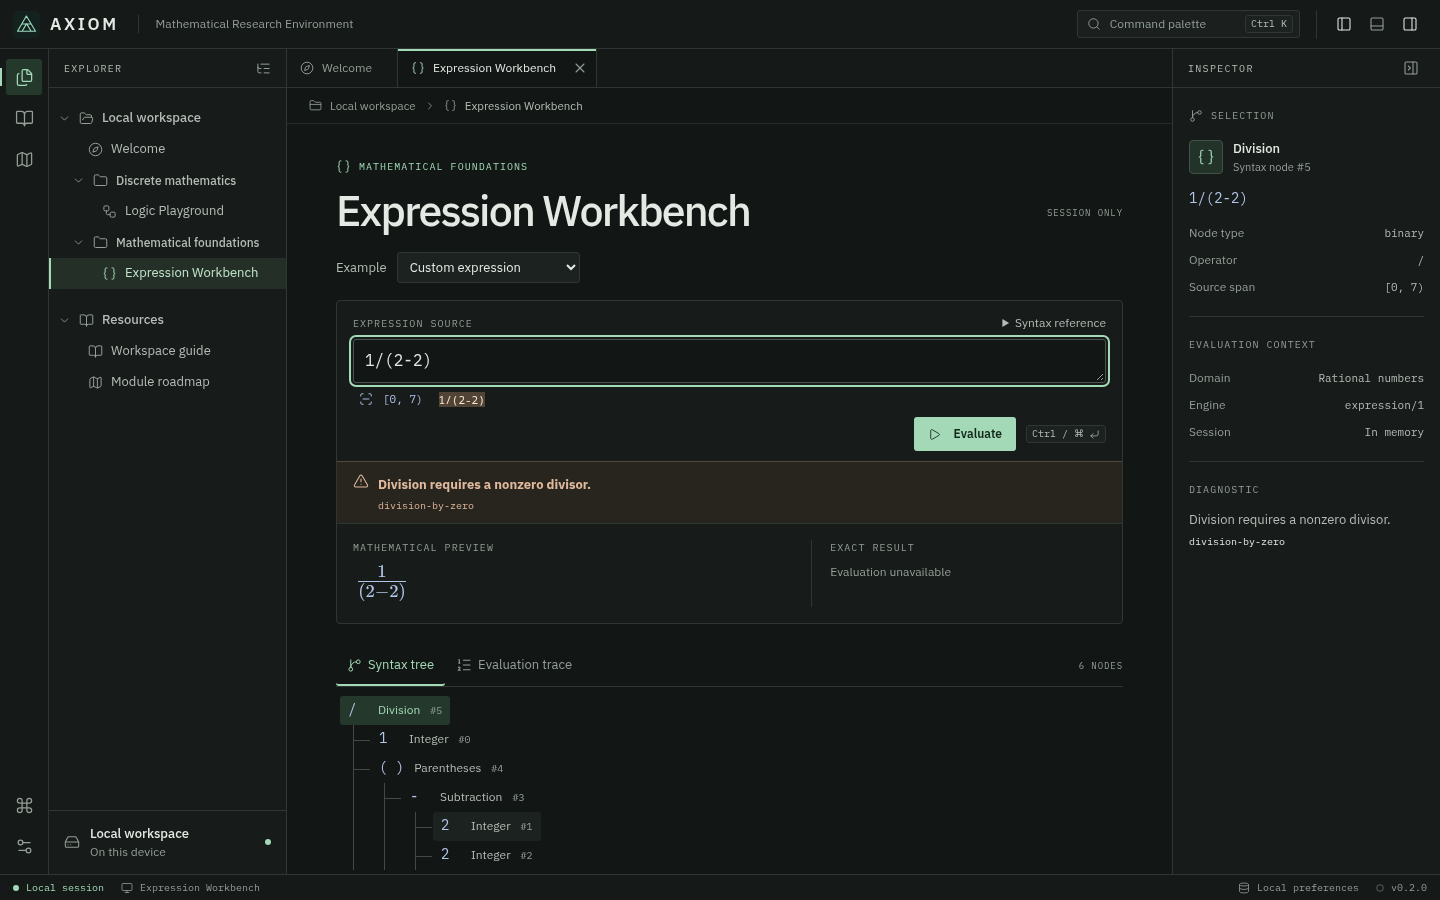 AXIOM
Mathematical Research Environment
Command palette
Ctrl K
EXPLORER
Local workspace
Welcome
Discrete mathematics
Logic Playground
Mathematical foundations
{} Expression Workbench
Resources
Workspace guide
Module roadmap
Local workspace
On this device
Welcome
{} Expression Workbench
Local workspace
{} Expression Workbench
{} MATHEMATICAL FOUNDATIONS
Expression Workbench
SESSION ONLY
Example
Custom expression
EXPRESSION SOURCE
Syntax reference
1/(2-2)
[0, 7) 1/(2-2)
Evaluate
Ctrl / ⌘
Division requires a nonzero divisor.
division-by-zero
MATHEMATICAL PREVIEW
1
(2−2)
EXACT RESULT
Evaluation unavailable
Syntax tree
Evaluation trace
6 NODES
/ Division #5
1 Integer #0
( ) Parentheses #4
- Subtraction #3
2 Integer #1
2 Integer #2
INSPECTOR
SELECTION
{}
Division
Syntax node #5
1/(2-2)
Node type binary
Operator /
Source span [0, 7)
EVALUATION CONTEXT
Domain Rational numbers
Engine expression/1
Session In memory
DIAGNOSTIC
Division requires a nonzero divisor.
division-by-zero
Local session
Expression Workbench
Local preferences
v0.2.0